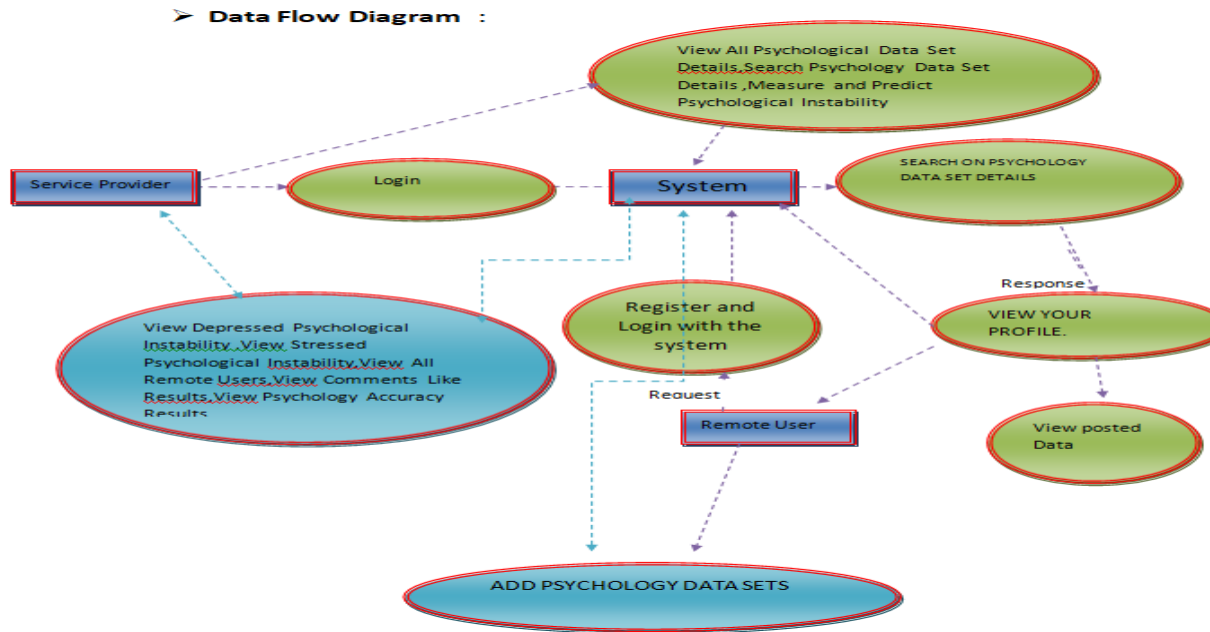 ➤ Data Flow Diagram :
View All Psychological Data Set
Details,Search Psychology Data Set
Details ,Measure and Predict
Psychological Instability
Service Provider
Login
System
SEARCH ON PSYCHOLOGY
DATA SET DETAILS
Response
View Depressed Psychological
Instability ,View Stressed
Psychological Instability,View All
Remote Users,View Comments Like
Results,View Psychology Accuracy
Results
Register and
Login with the
system
VIEW YOUR
PROFILE.
Request
Remote User
View posted
Data
ADD PSYCHOLOGY DATA SETS